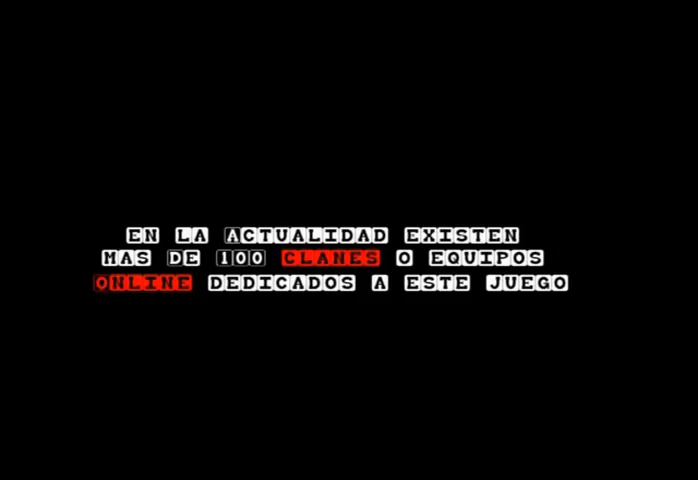 EN LA ACTUALIDAD EXISTEN
MAS DE 100 CLANES O EQUIPOS
ONLINE DEDICADOS A ESTE JUEGO